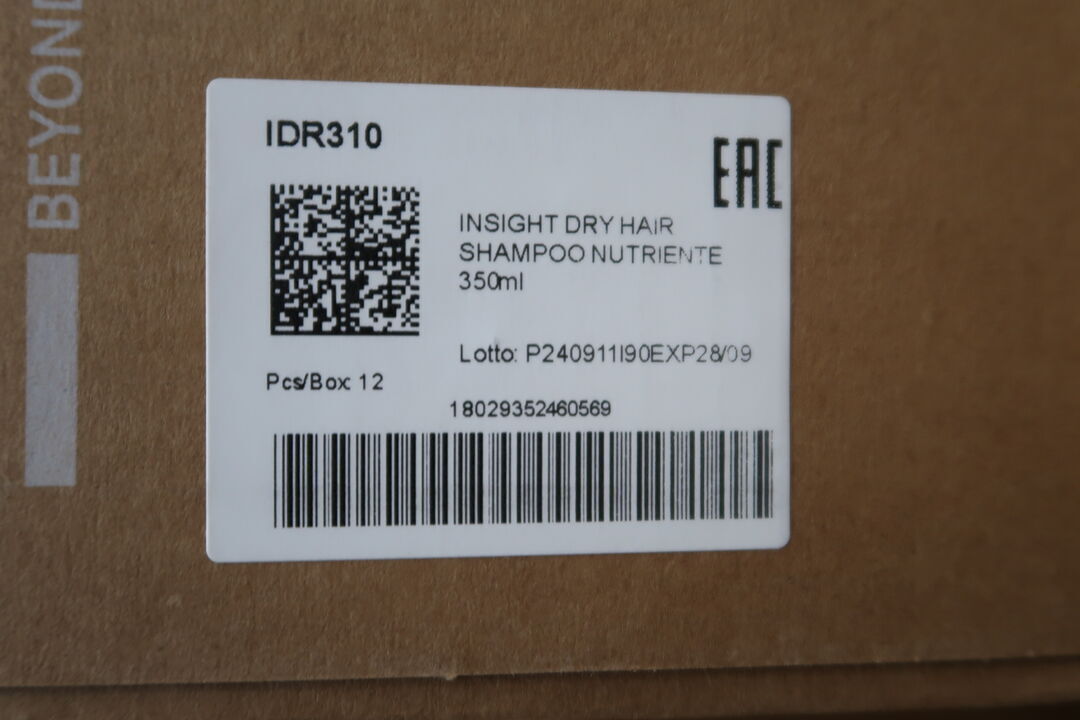 BEYOND
IDR310
EAC
INSIGHT DRY HAIR
SHAMPOO NUTRIENTE
350ml
Lotto: P240911I90EXP28/09
Pcs/Box: 12
18029352460569